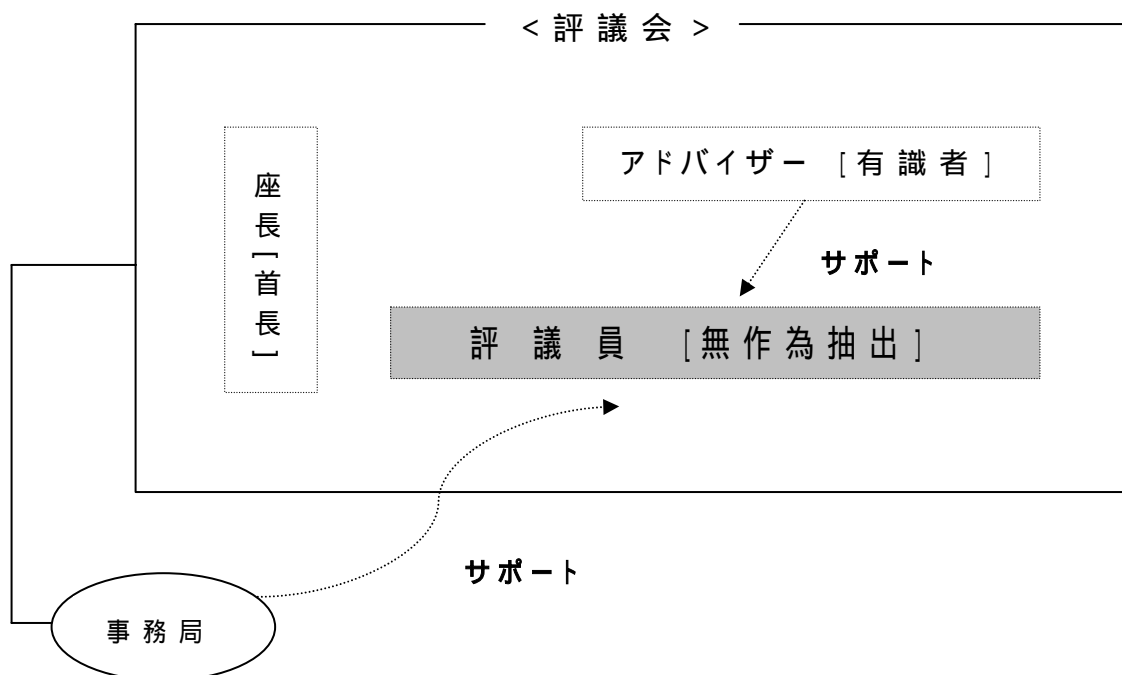 <評議会>
座長[首長]
アドバイザー [有識者]
サポート
評議員 [無作為抽出]
サポート
事務局